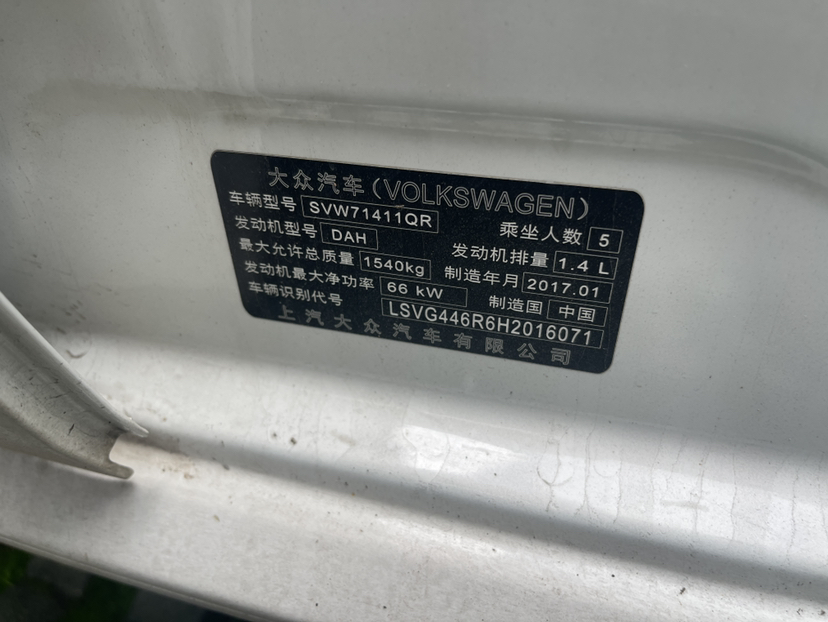 大众汽车(VOLKSWAGEN)
车辆型号 SVW71411QR 乘坐人数 5
发动机型号 DAH 发动机排量 1.4 L
最大允许总质量 1540kg 制造年月 2017.01
发动机最大净功率 66 kW 制造国 中国
车辆识别代号 LSVG446R6H2016071
上汽大众汽车有限公司